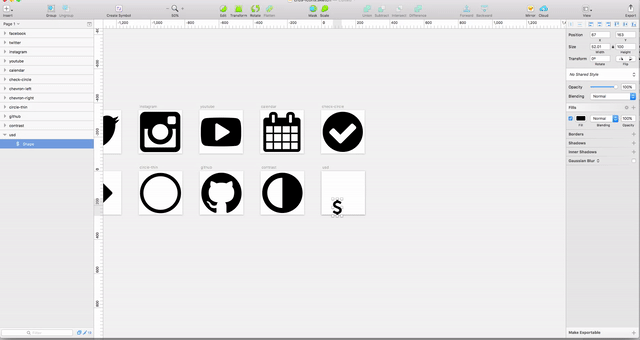 Insert
Group
Ungroup
Create Symbol
50%
Edit
Transform
Rotate
Flatten
Mask
Scale
Union
Subtract
Intersect
Difference
Forward
Backward
Mirror
Cloud
View
Export
Page 1
facebook
twitter
instagram
youtube
calendar
check-circle
chevron-left
chevron-right
circle-thin
github
contrast
usd
Shape
instagram
youtube
calendar
check-circle
circle-thin
github
contrast
usd
$
Position
87
163
X
Y
Size
52.01
100
Width
Height
Transform
0°
Rotate
Flip
No Shared Style
Opacity
100%
Blending
Normal
Fills
Normal
100%
Fill
Blending
Opacity
Borders
Shadows
Inner Shadows
Gaussian Blur
Make Exportable